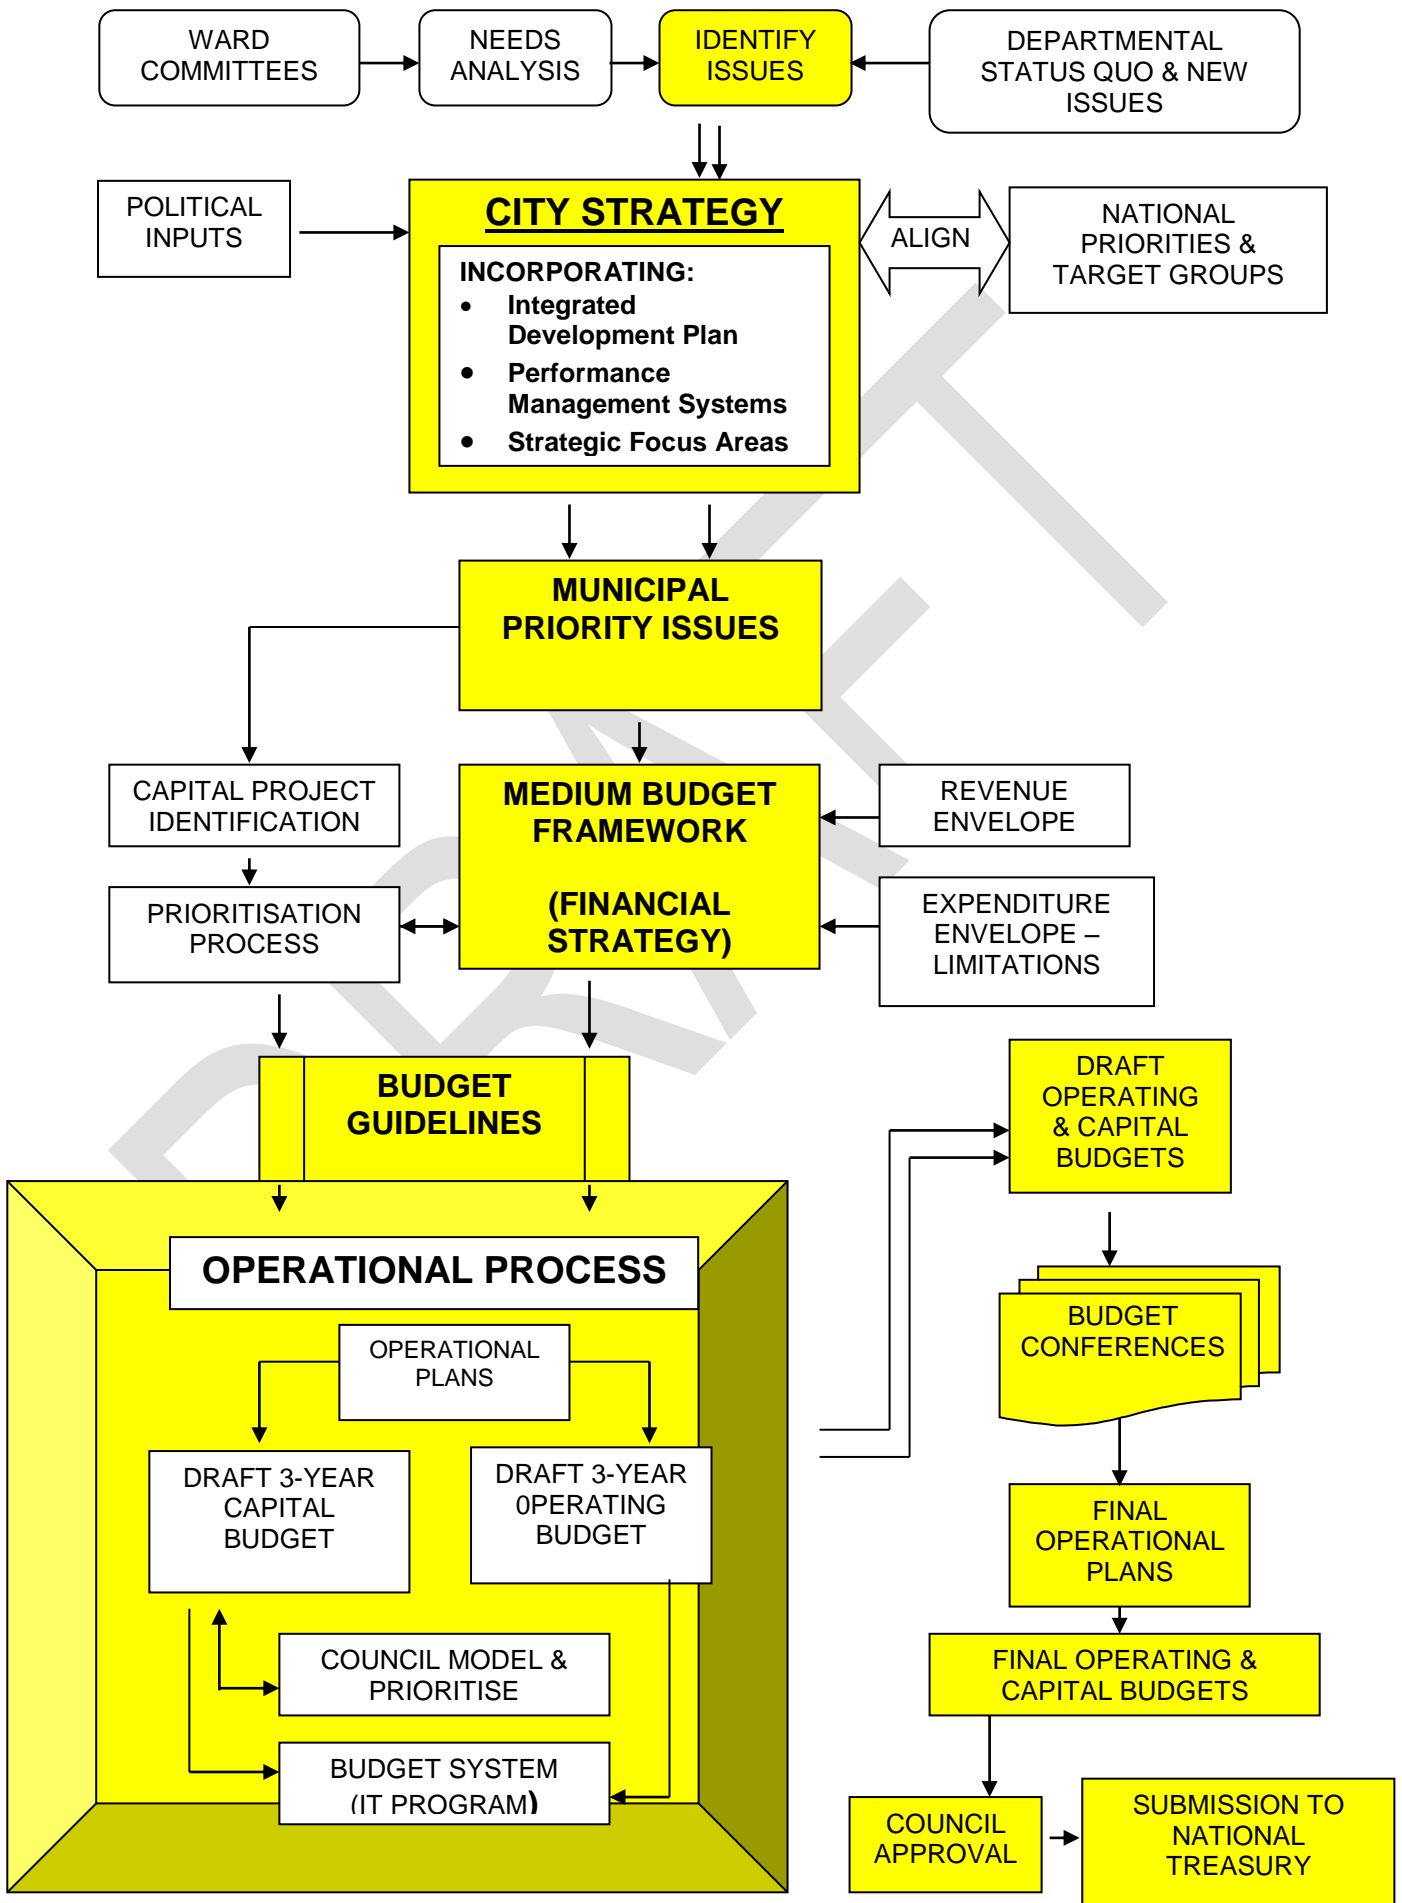 WARD
COMMITTEES
NEEDS
ANALYSIS
IDENTIFY
ISSUES
DEPARTMENTAL
STATUS QUO & NEW
ISSUES
POLITICAL
INPUTS
CITY STRATEGY
INCORPORATING:
• Integrated
Development Plan
• Performance
Management Systems
• Strategic Focus Areas
ALIGN
NATIONAL
PRIORITIES &
TARGET GROUPS
MUNICIPAL
PRIORITY ISSUES
CAPITAL PROJECT
IDENTIFICATION
MEDIUM BUDGET
FRAMEWORK
(FINANCIAL
STRATEGY)
REVENUE
ENVELOPE
PRIORITISATION
PROCESS
EXPENDITURE
ENVELOPE –
LIMITATIONS
BUDGET
GUIDELINES
DRAFT
OPERATING
& CAPITAL
BUDGETS
OPERATIONAL PROCESS
OPERATIONAL
PLANS
BUDGET
CONFERENCES
DRAFT 3-YEAR
CAPITAL
BUDGET
DRAFT 3-YEAR
0PERATING
BUDGET
FINAL
OPERATIONAL
PLANS
COUNCIL MODEL &
PRIORITISE
FINAL OPERATING &
CAPITAL BUDGETS
BUDGET SYSTEM
(IT PROGRAM)
COUNCIL
APPROVAL
SUBMISSION TO
NATIONAL
TREASURY
DRAFT